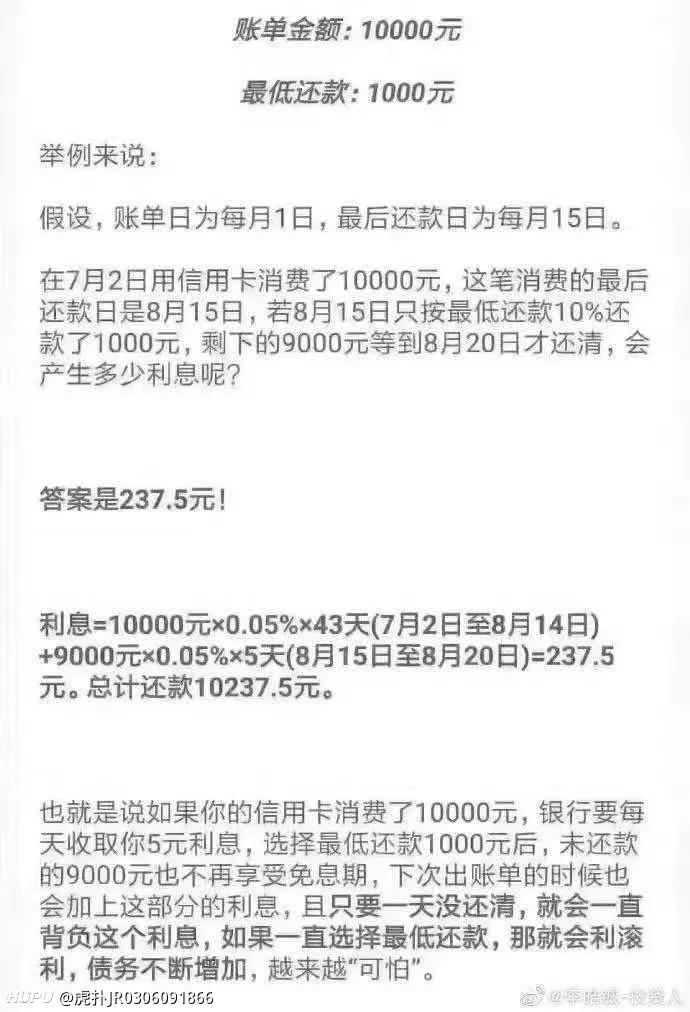 账单金额：10000元
最低还款：1000元
举例来说：
假设，账单日为每月1日，最后还款日为每月15日。
在7月2日用信用卡消费了10000元，这笔消费的最后
还款日是8月15日，若8月15日只按最低还款10%还
款了1000元，剩下的9000元等到8月20日才还清，会
产生多少利息呢？
答案是237.5元！
利息=10000元×0.05%×43天(7月2日至8月14日)
+9000元×0.05%×5天(8月15日至8月20日)=237.5
元。总计还款10237.5元。
也就是说如果你的信用卡消费了10000元，银行要每
天收取你5元利息，选择最低还款1000元后，未还款
的9000元也不再享受免息期，下次出账单的时候也
会加上这部分的利息，且只要一天没还清，就会一直
背负这个利息，如果一直选择最低还款，那就会利滚
利，债务不断增加，越来越“可怕”。
HUPU @虎扑JR0306091866
@李皓诚-投资人